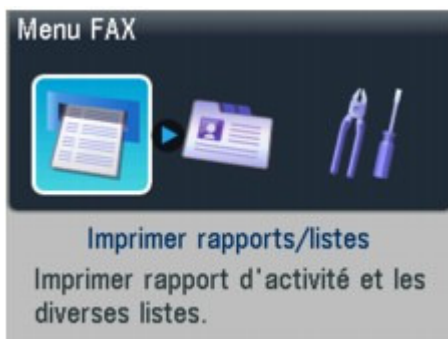 Menu FAX
Imprimer rapports/listes
Imprimer rapport d'activité et les
diverses listes.